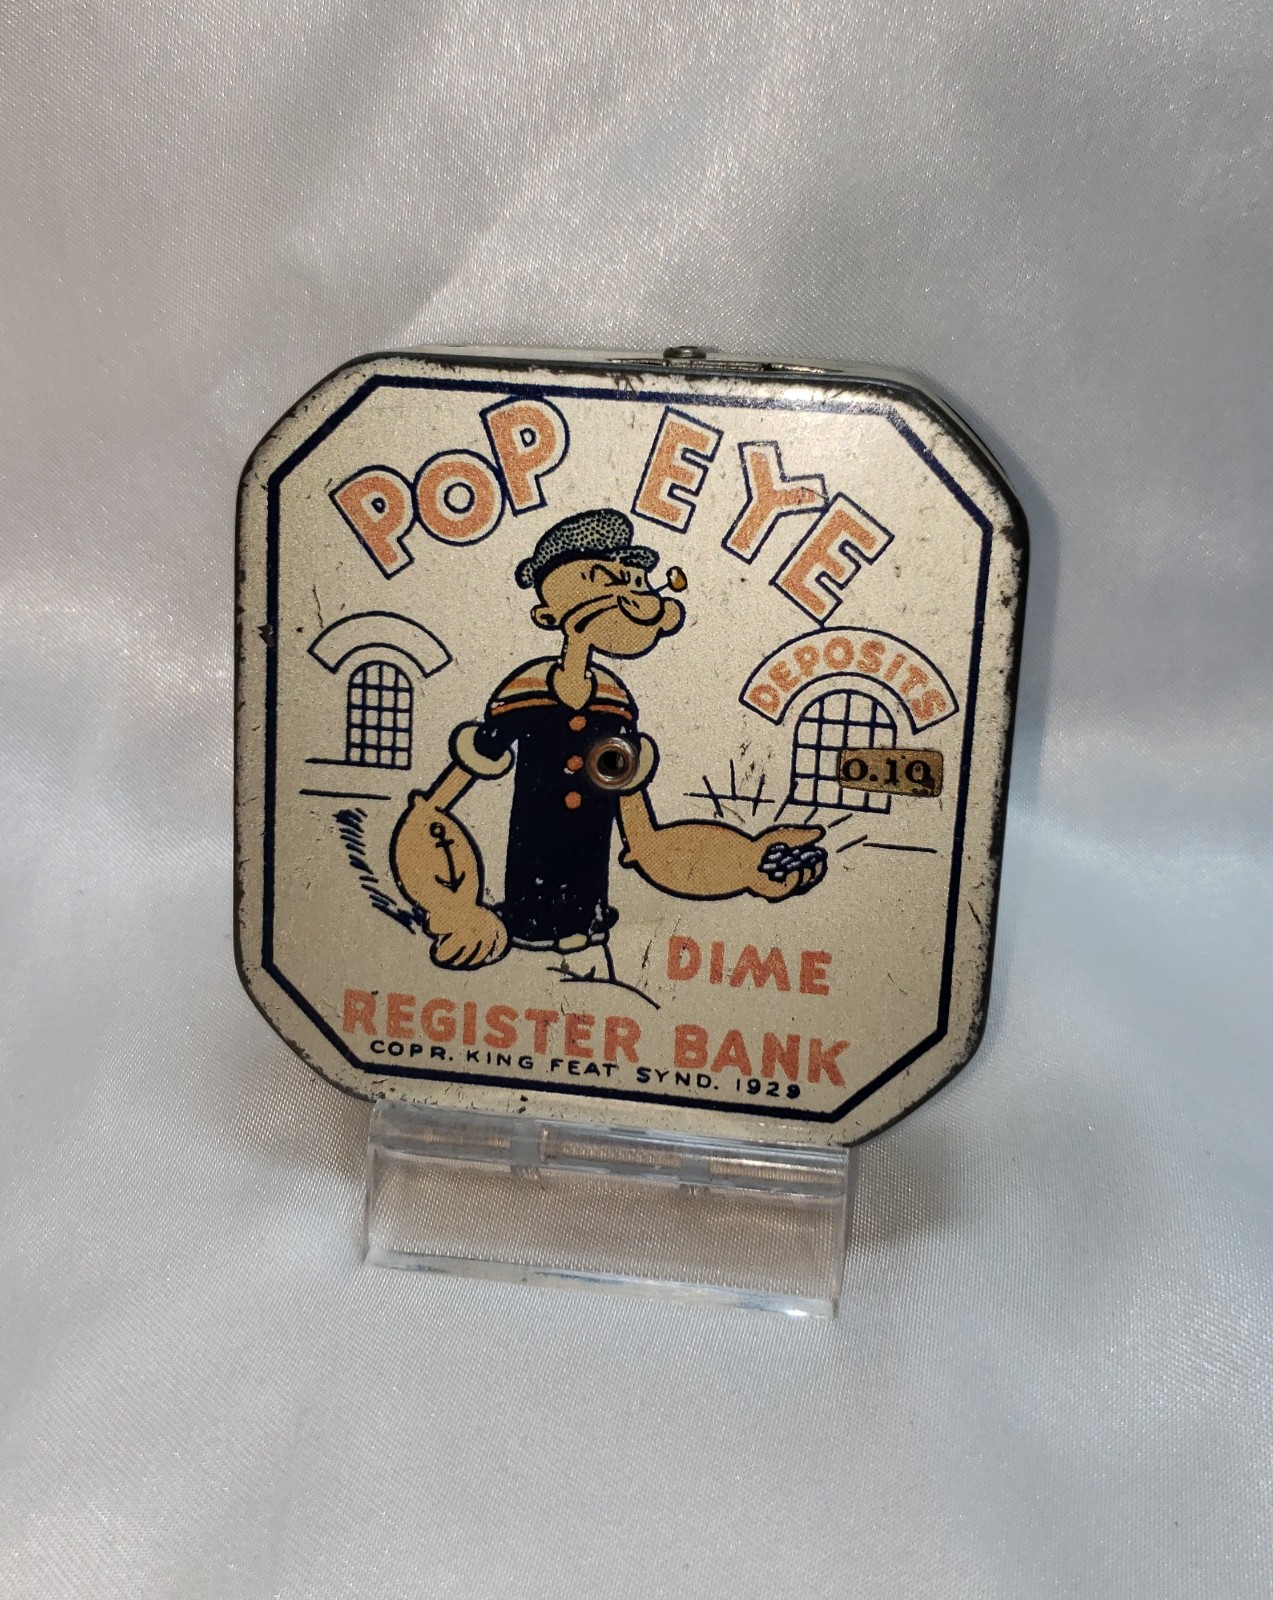 POP EYE
DEPOSITS
0.10
DIME
REGISTER BANK
COPR. KING FEAT SYND. 1929